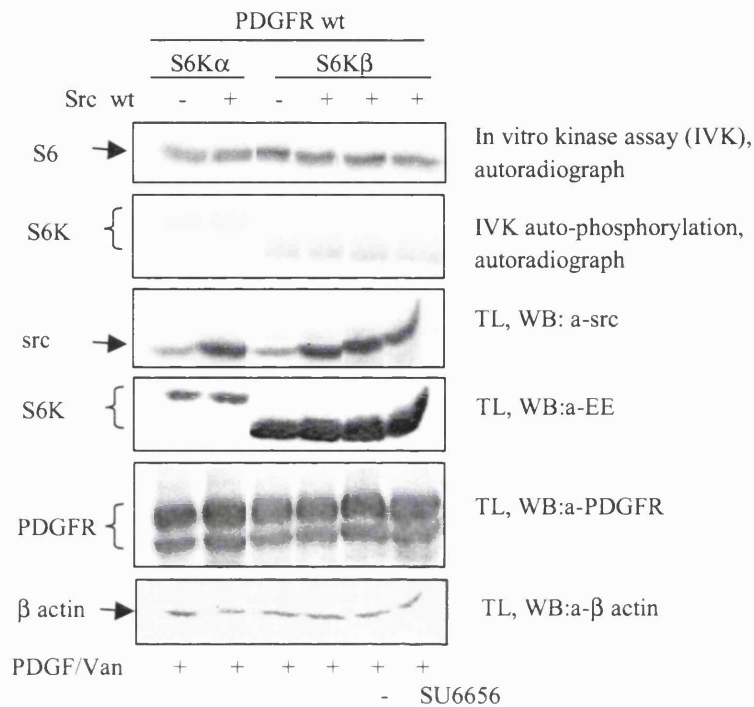 PDGFR wt
S6Kα S6Kβ
Src wt - + - + + +
S6 In vitro kinase assay (IVK),
autoradiograph
S6K { IVK auto-phosphorylation,
autoradiograph
src TL, WB: a-src
S6K { TL, WB:a-EE
PDGFR { TL, WB:a-PDGFR
β actin TL, WB:a-β actin
PDGF/Van + + + + + +
- SU6656